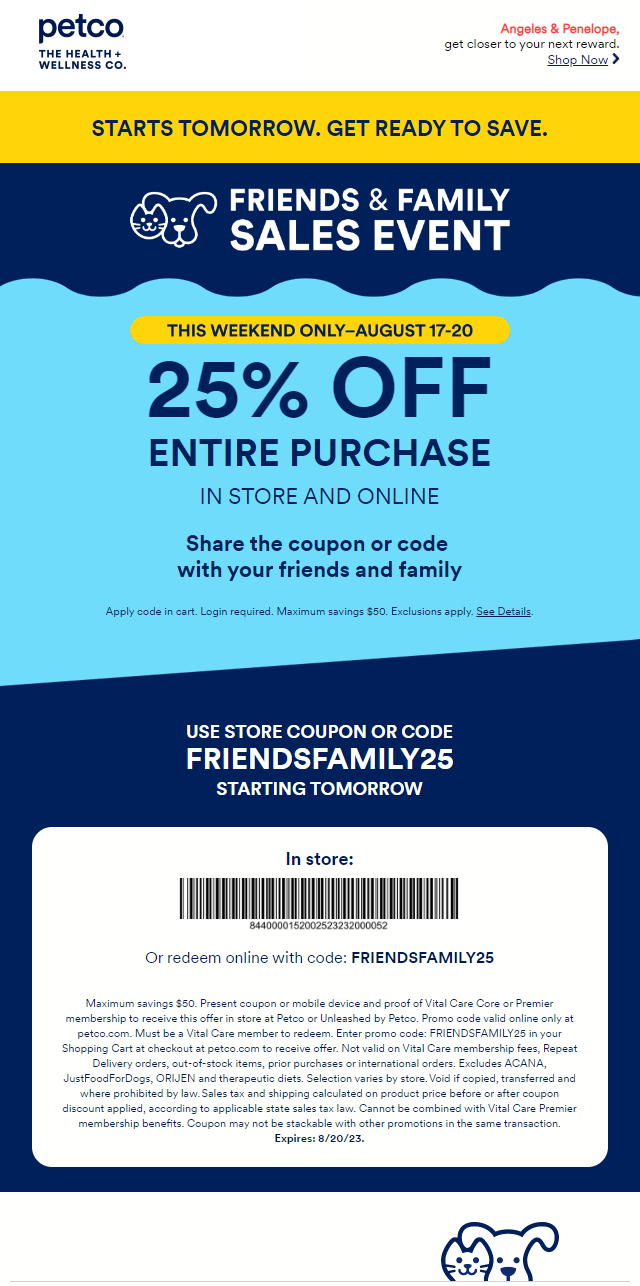 petco
THE HEALTH +
WELLNESS CO.
Angeles & Penelope,
get closer to your next reward.
Shop Now
STARTS TOMORROW. GET READY TO SAVE.
FRIENDS & FAMILY
SALES EVENT
THIS WEEKEND ONLY–AUGUST 17-20
25% OFF
ENTIRE PURCHASE
IN STORE AND ONLINE
Share the coupon or code
with your friends and family
Apply code in cart. Login required. Maximum savings $50. Exclusions apply. See Details.
USE STORE COUPON OR CODE
FRIENDSFAMILY25
STARTING TOMORROW
In store:
8440000152002523232000052
Or redeem online with code: FRIENDSFAMILY25
Maximum savings $50. Present coupon or mobile device and proof of Vital Care Core or Premier
membership to receive this offer in store at Petco or Unleashed by Petco. Promo code valid online only at
petco.com. Must be a Vital Care member to redeem. Enter promo code: FRIENDSFAMILY25 in your
Shopping Cart at checkout at petco.com to receive offer. Not valid on Vital Care membership fees, Repeat
Delivery orders, out-of-stock items, prior purchases or international orders. Excludes ACANA,
JustFoodForDogs, ORIJEN and therapeutic diets. Selection varies by store. Void if copied, transferred and
where prohibited by law. Sales tax and shipping calculated on product price before or after coupon
discount applied, according to applicable state sales tax law. Cannot be combined with Vital Care Premier
membership benefits. Coupon may not be stackable with other promotions in the same transaction.
Expires: 8/20/23.